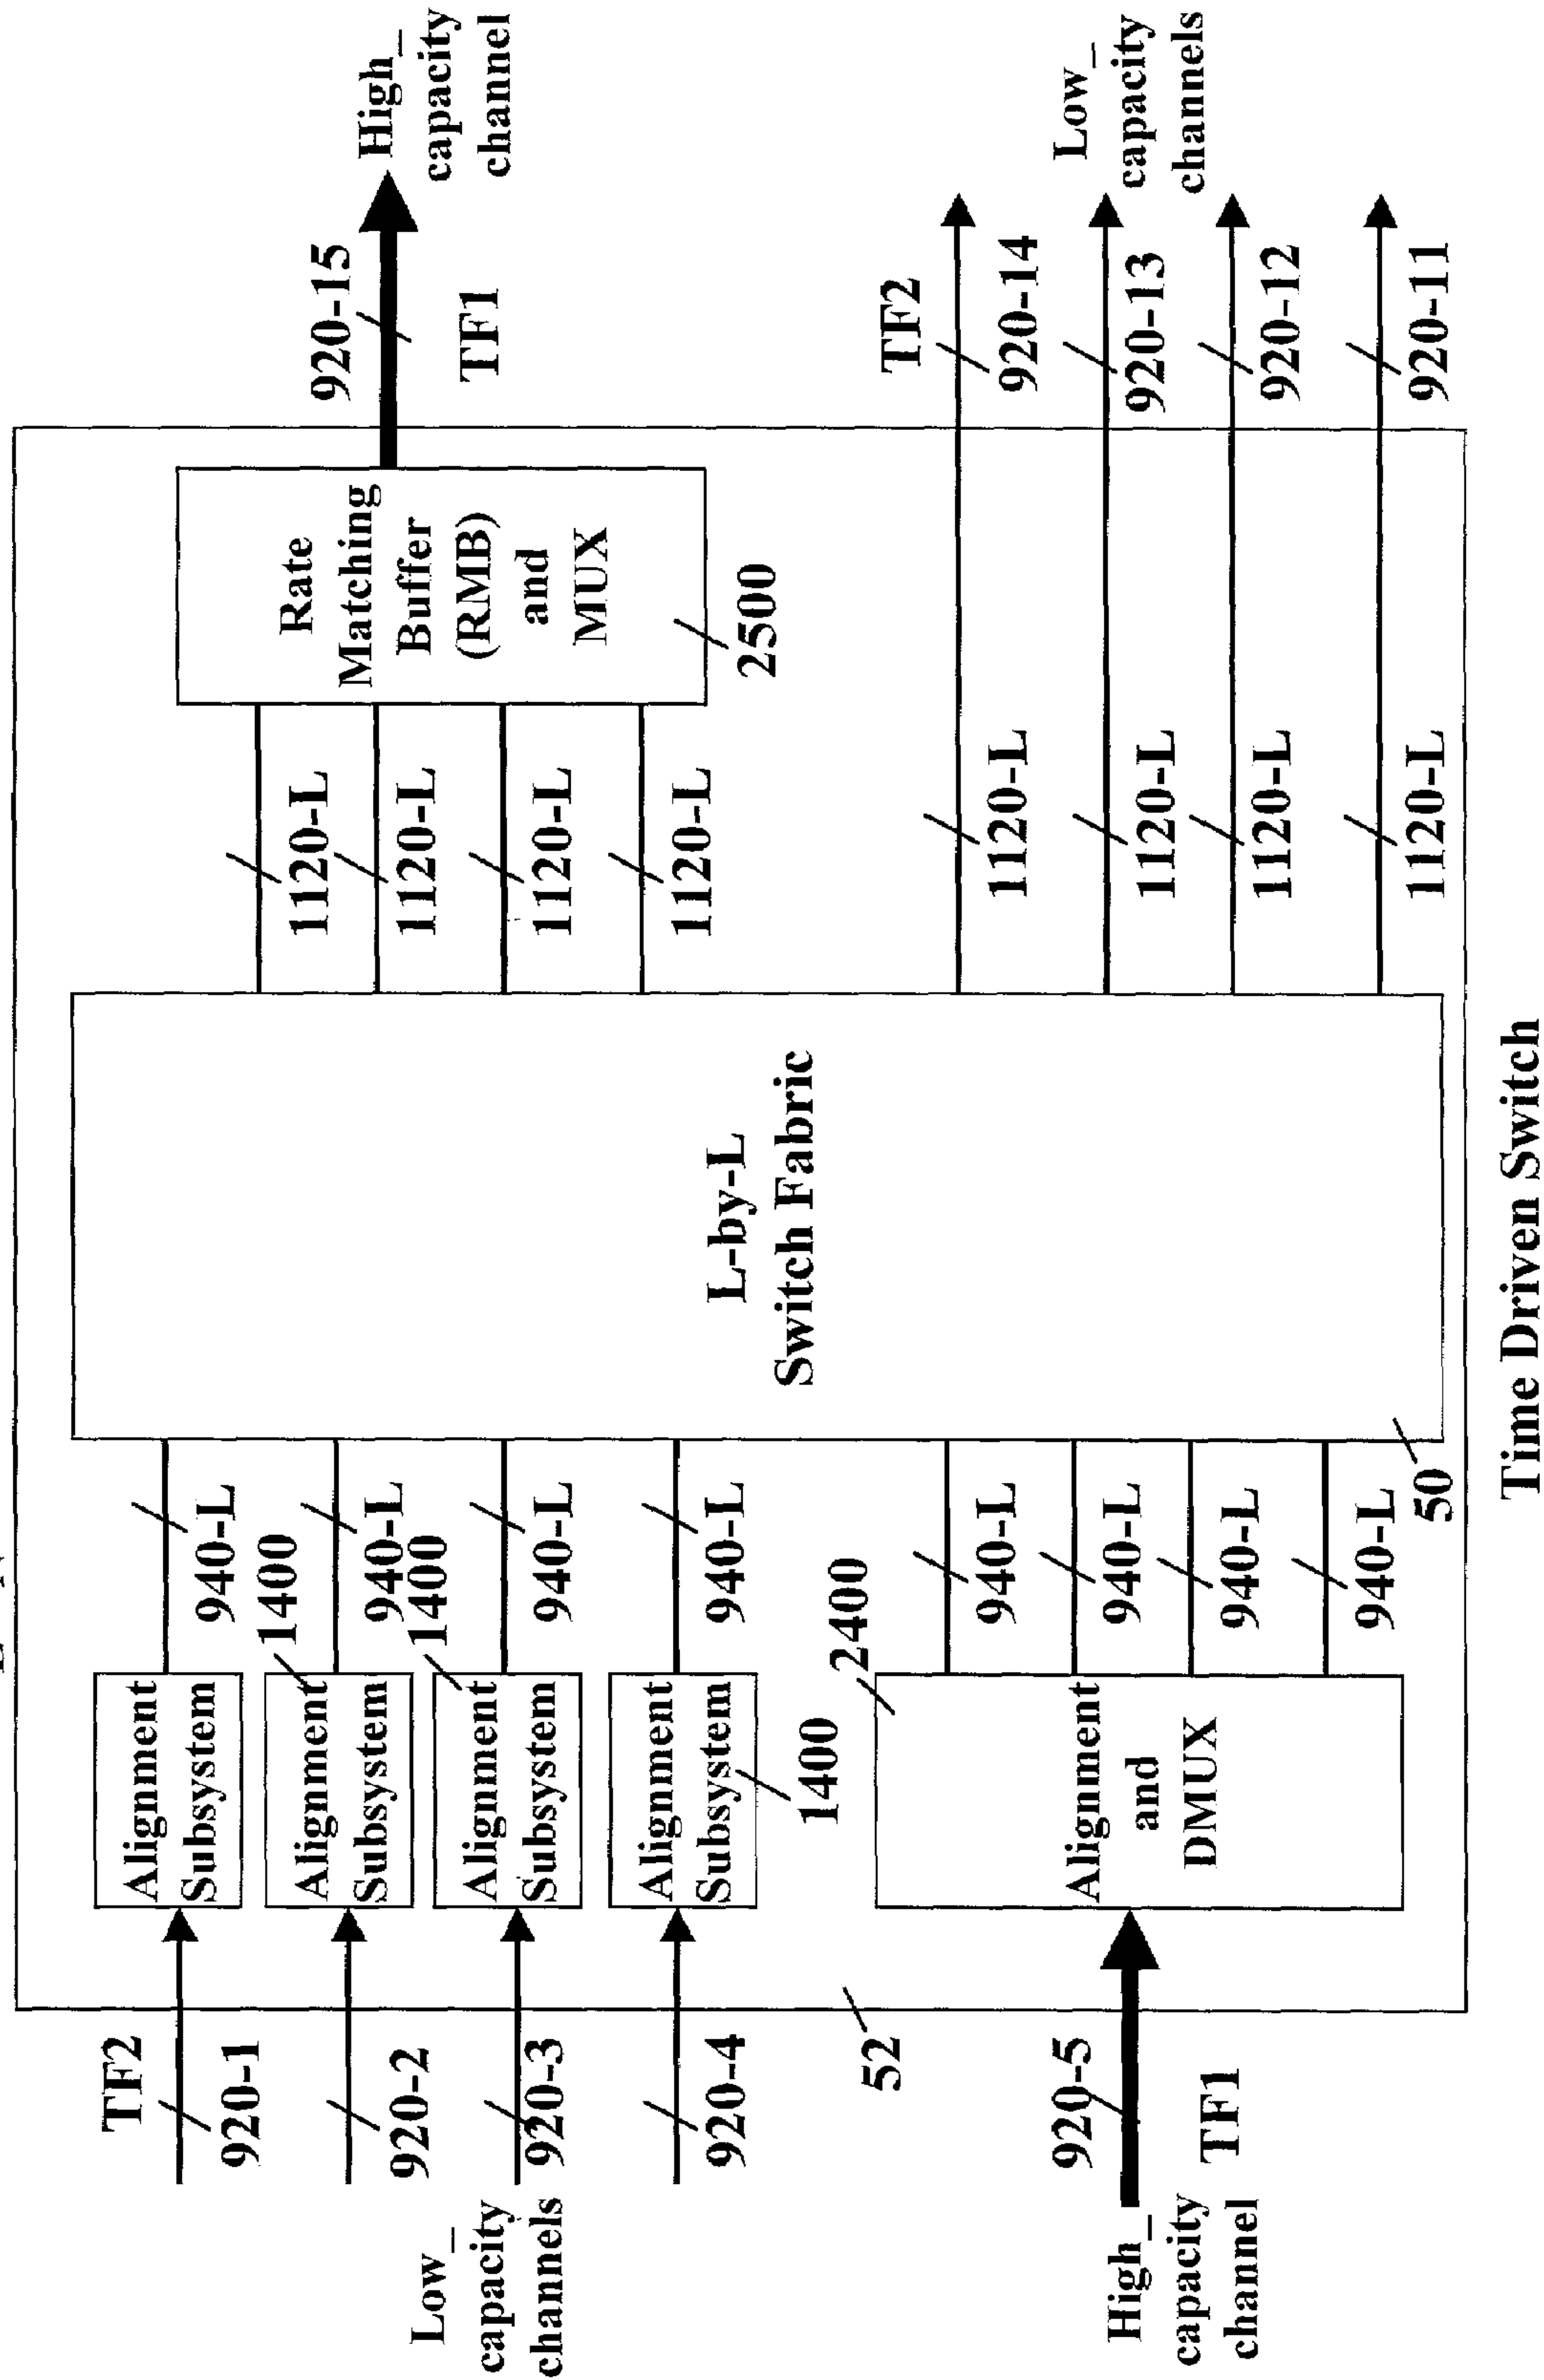 TF2
920-1
920-2
Low_
capacity
channels
920-3
920-4
52
920-5
TF1
High_
capacity
channel
Alignment
Subsystem
Alignment
Subsystem
1400
Alignment
Subsystem
1400
Alignment
Subsystem
1400
2400
Alignment
and
DMUX
940-L
940-L
940-L
940-L
940-L
940-L
940-L
940-L
L-by-L
Switch Fabric
50
1120-L
1120-L
1120-L
1120-L
1120-L
1120-L
1120-L
1120-L
Rate
Matching
Buffer
(RMB)
and
MUX
2500
920-15
TF1
High_
capacity
channel
TF2
920-14
920-13
920-12
920-11
Low_
capacity
channels
Time Driven Switch